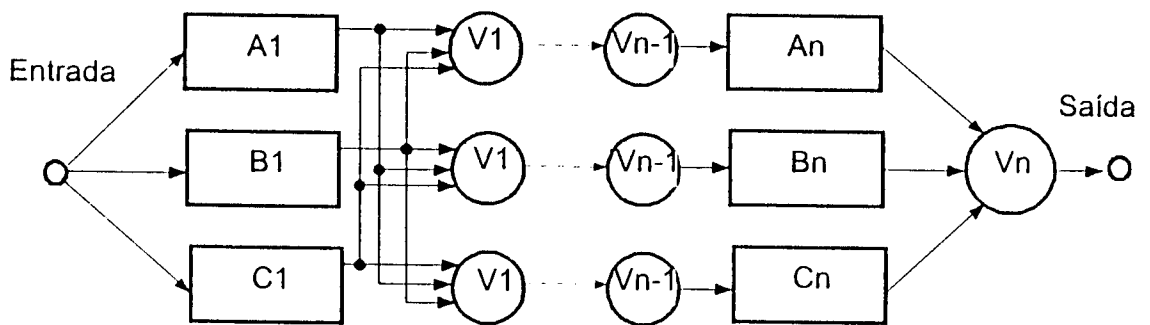 Entrada
A1
V1
Vn-1
An
B1
V1
Vn-1
Bn
C1
V1
Vn-1
Cn
Vn
Saída